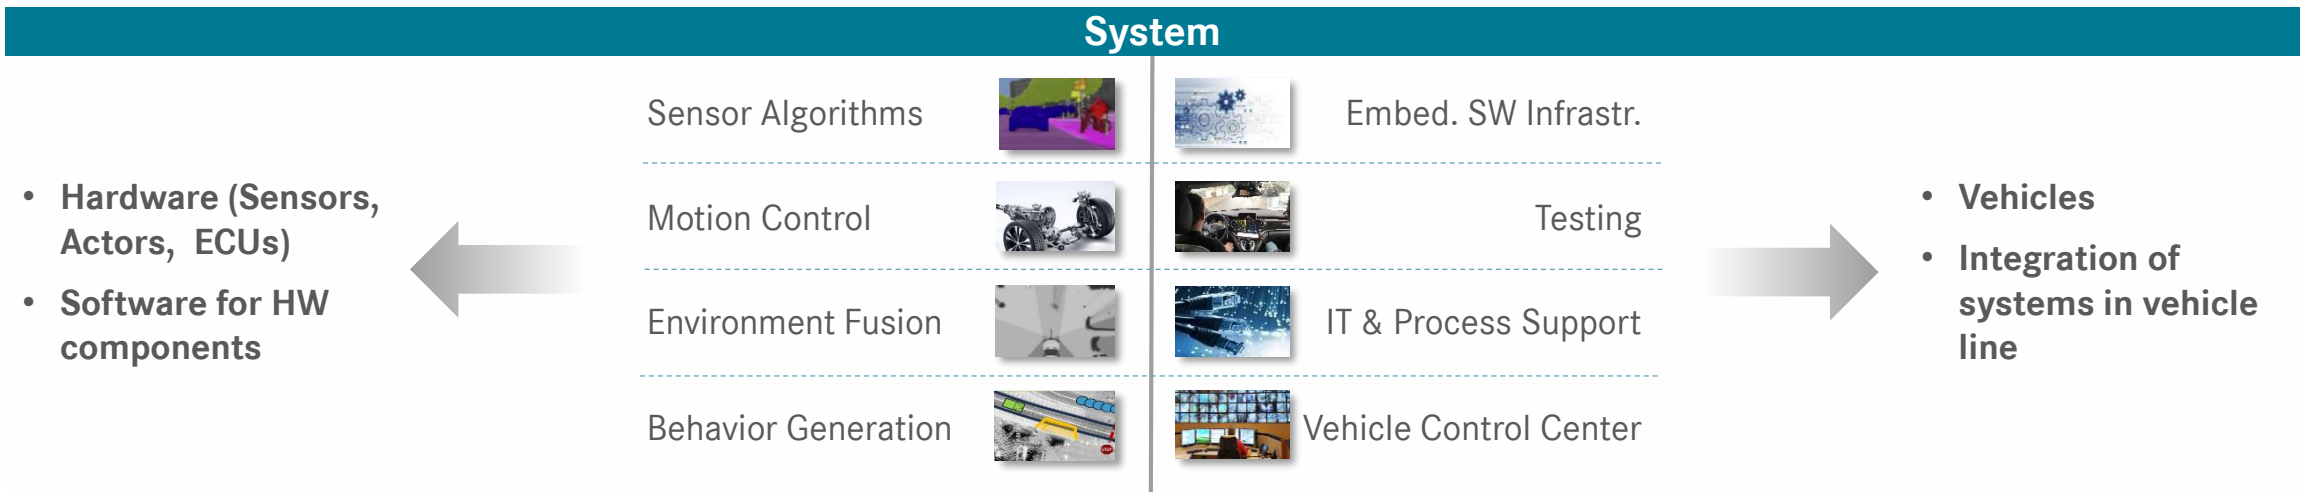 System
• Hardware (Sensors,
Actors, ECUs)
• Software for HW
components
Sensor Algorithms
Motion Control
Environment Fusion
Behavior Generation
Embed. SW Infrastr.
Testing
IT & Process Support
Vehicle Control Center
• Vehicles
• Integration of
systems in vehicle
line
STOP